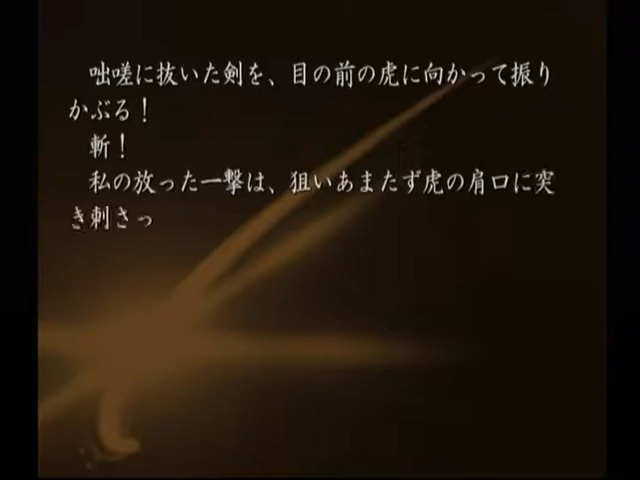 咄嗟に抜いた剣を、目の前の虎に向かって振り
かぶる！
斬！
私の放った一撃は、狙いあまたず虎の肩口に突
き刺さっ